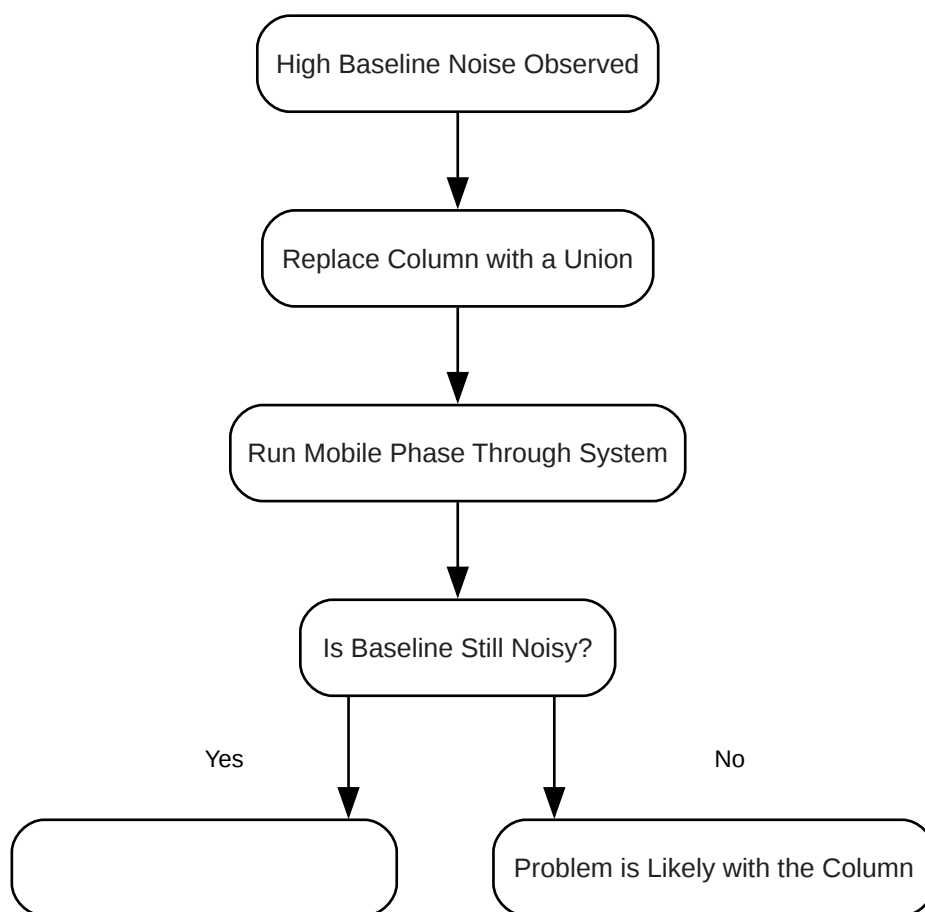 High Baseline Noise Observed
Replace Column with a Union
Run Mobile Phase Through System
Is Baseline Still Noisy?
Yes
No
Problem is Likely with the Column